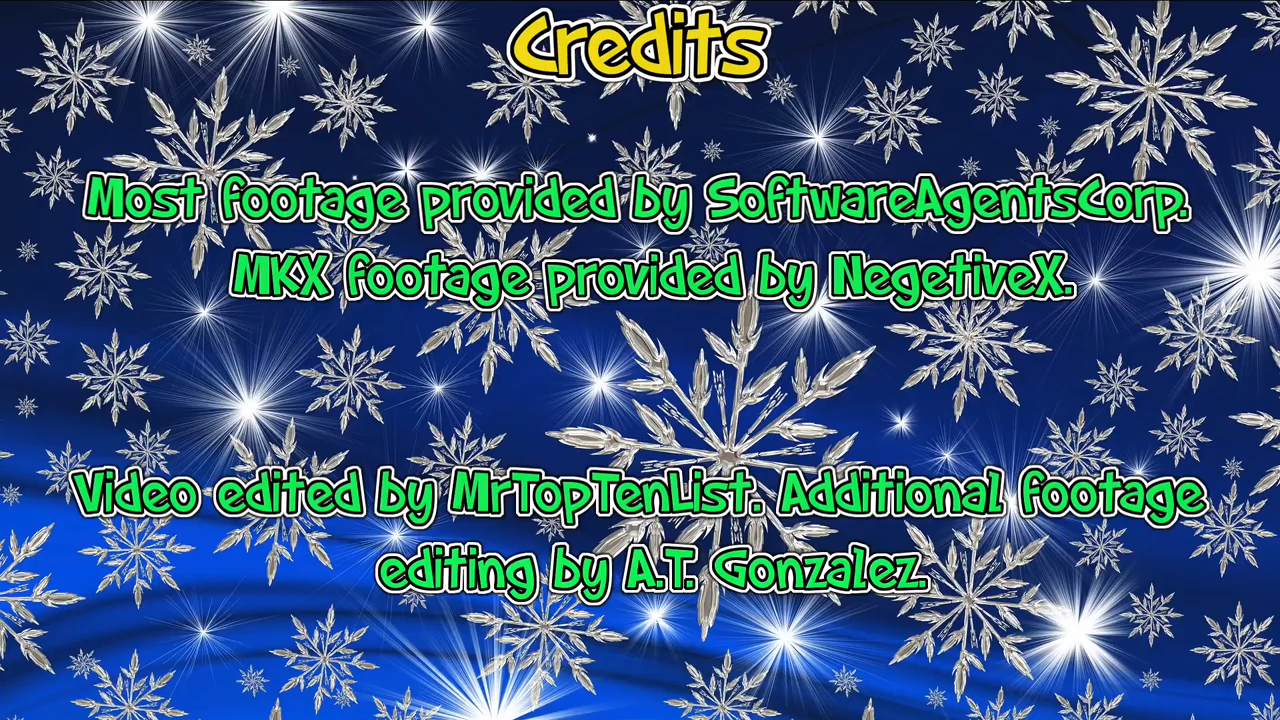 Credits
Most footage provided by SoftwareAgentsCorp.
MKX footage provided by NegetiveX.
Video edited by MrTopTenList. Additional footage
editing by A.T. Gonzalez.